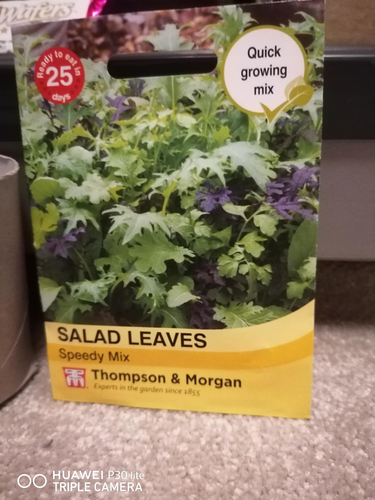 Wafers
Ready to eat in
25
days
Quick
growing
mix
SALAD LEAVES
Speedy Mix
Thompson & Morgan
Experts in the garden since 1855
HUAWEI P30 lite
TRIPLE CAMERA